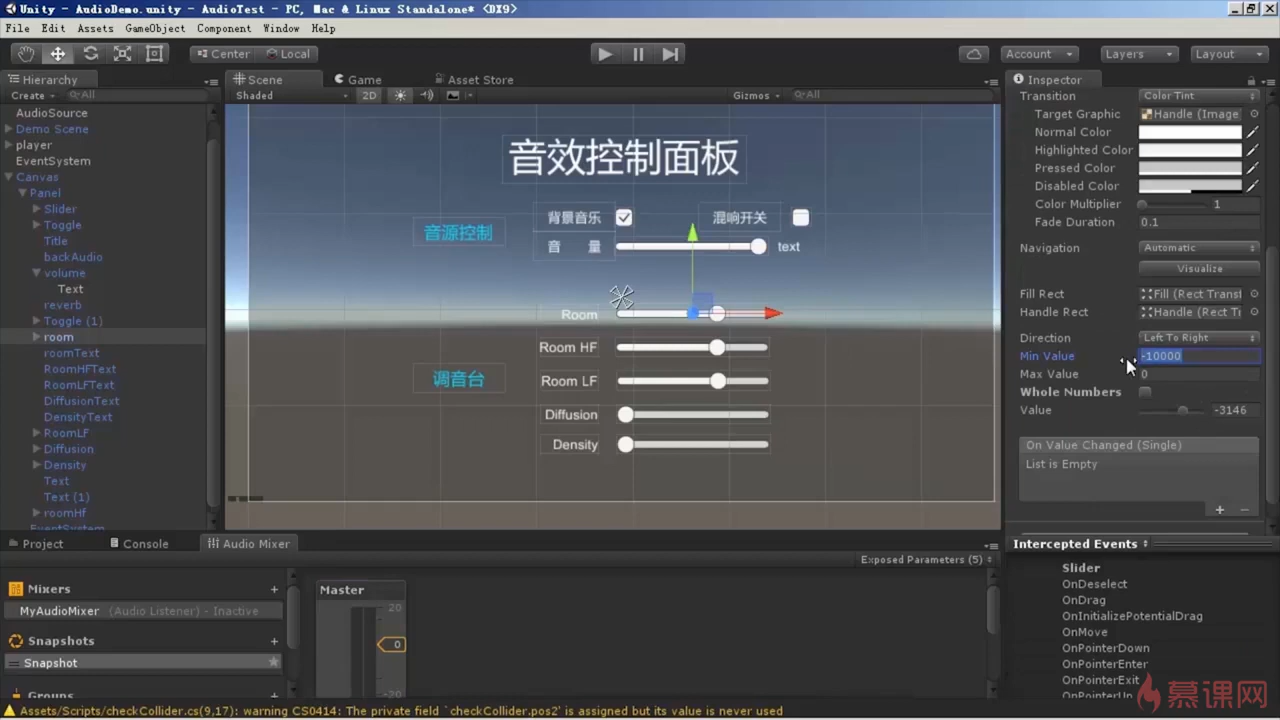 Unity - AudioDemo.unity - AudioTest - PC, Mac & Linux Standalone* <DX9>
File Edit Assets GameObject Component Window Help
Center Local Account Layers Layout
Hierarchy
Create All
AudioSource
Demo Scene
player
EventSystem
Canvas
Panel
Slider
Toggle
Title
backAudio
volume
Text
reverb
Toggle (1)
room
roomText
RoomHFText
RoomLFText
DiffusionText
DensityText
RoomLF
Diffusion
Density
Text
Text (1)
roomHf
EventSystem
Scene Game Asset Store
Shaded 2D Gizmos All
音效控制面板
音源控制
背景音乐 混响开关
音 量 text
Room
Room HF
调音台
Room LF
Diffusion
Density
Inspector
Transition Color Tint
Target Graphic Handle (Image
Normal Color
Highlighted Color
Pressed Color
Disabled Color
Color Multiplier 1
Fade Duration 0.1
Navigation Automatic
Visualize
Fill Rect Fill (Rect Transf
Handle Rect Handle (Rect Tr
Direction Left To Right
Min Value -10000
Max Value 0
Whole Numbers
Value -3146
On Value Changed (Single)
List is Empty
+ -
Project Console Audio Mixer
Exposed Parameters (5)
Mixers +
MyAudioMixer (Audio Listener) - Inactive
Snapshots +
Snapshot
Groups +
Master
20
0
-20
Intercepted Events
Slider
OnDeselect
OnDrag
OnInitializePotentialDrag
OnMove
OnPointerDown
OnPointerEnter
OnPointerExit
OnPointerUp
慕课网
Assets/Scripts/checkCollider.cs(9,17): warning CS0414: The private field `checkCollider.pos2' is assigned but its value is never used